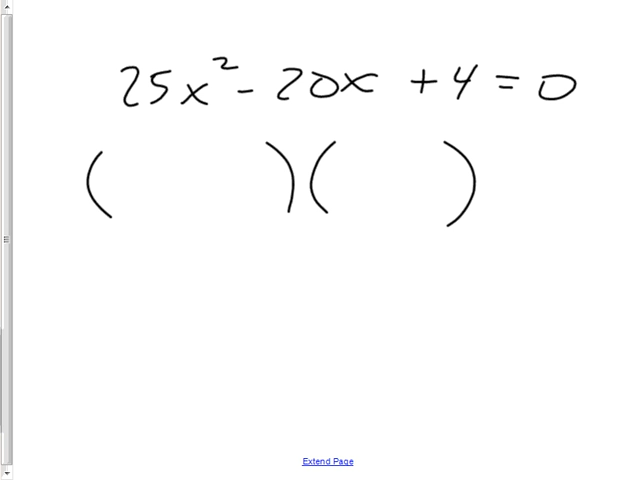 25x² - 20x + 4 = 0
( ) ( )
Extend Page